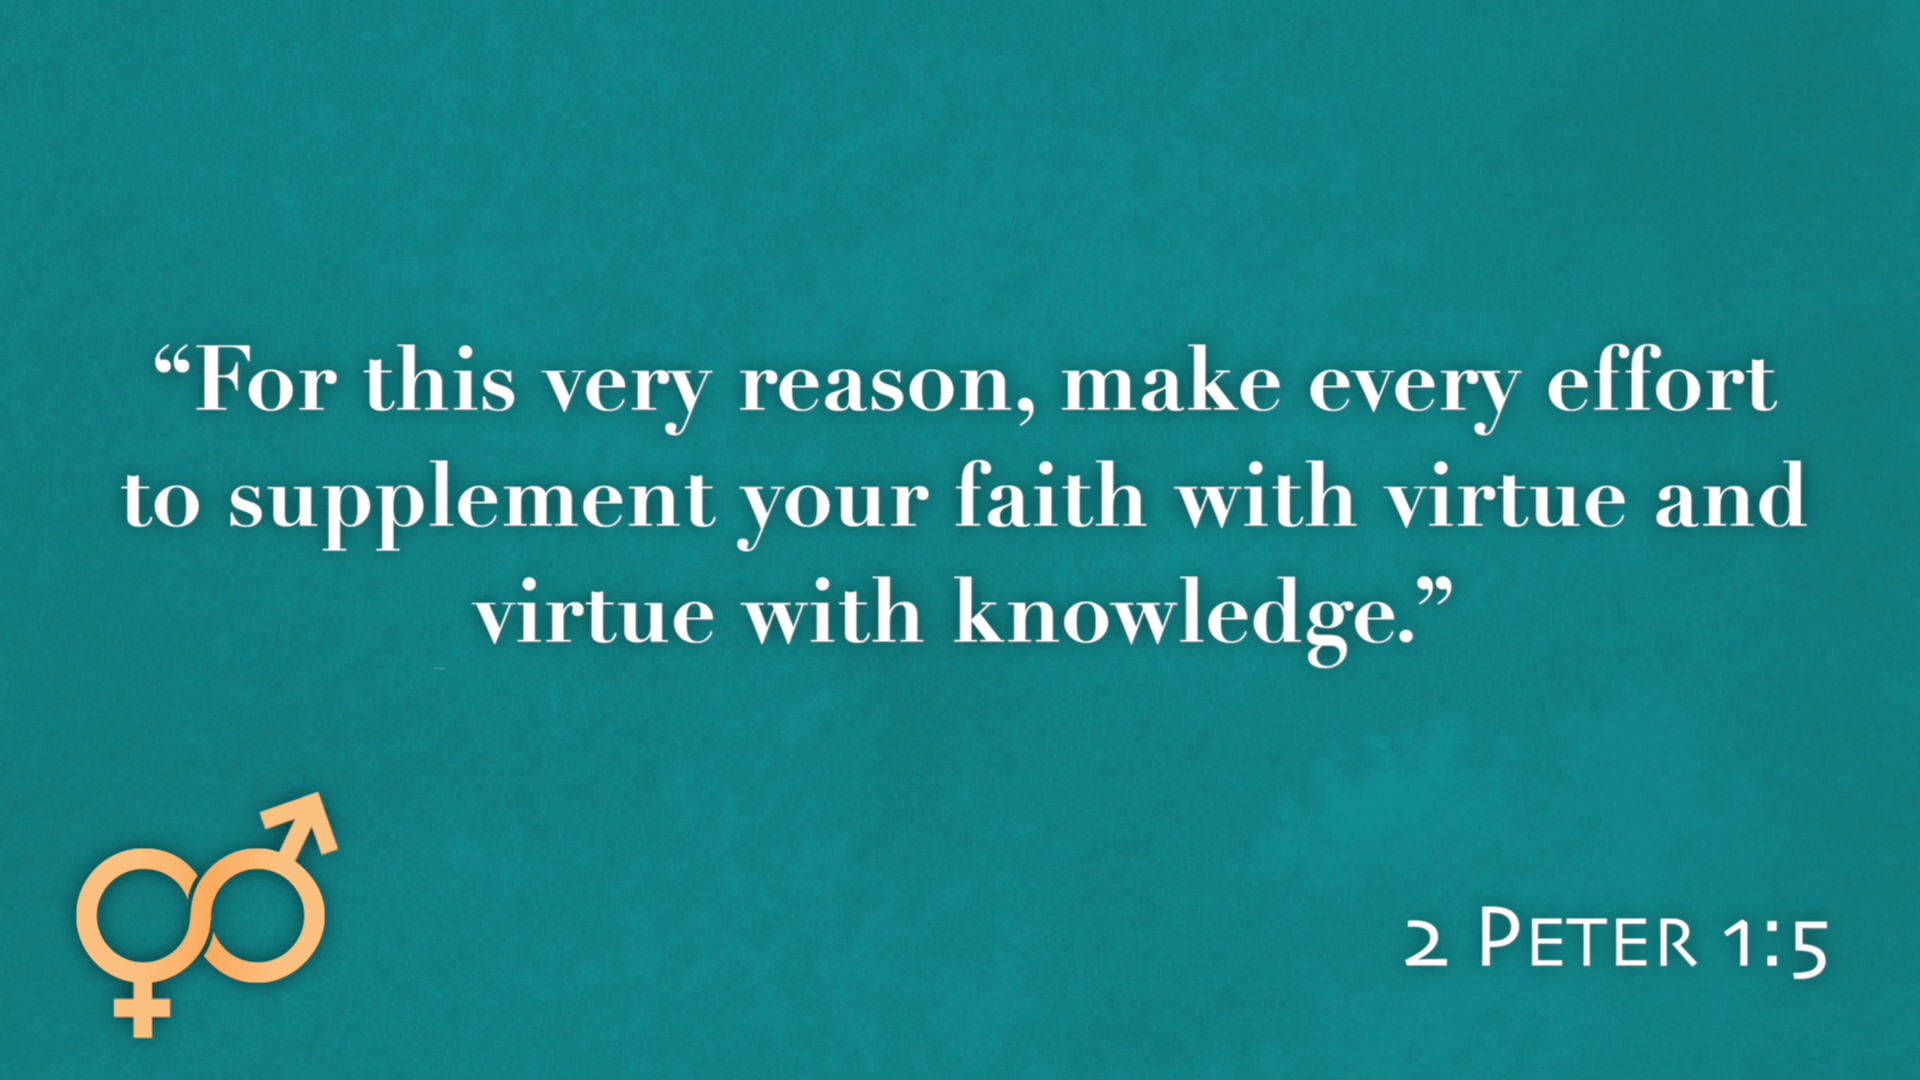 “For this very reason, make every effort
to supplement your faith with virtue and
virtue with knowledge.”
2 Peter 1:5